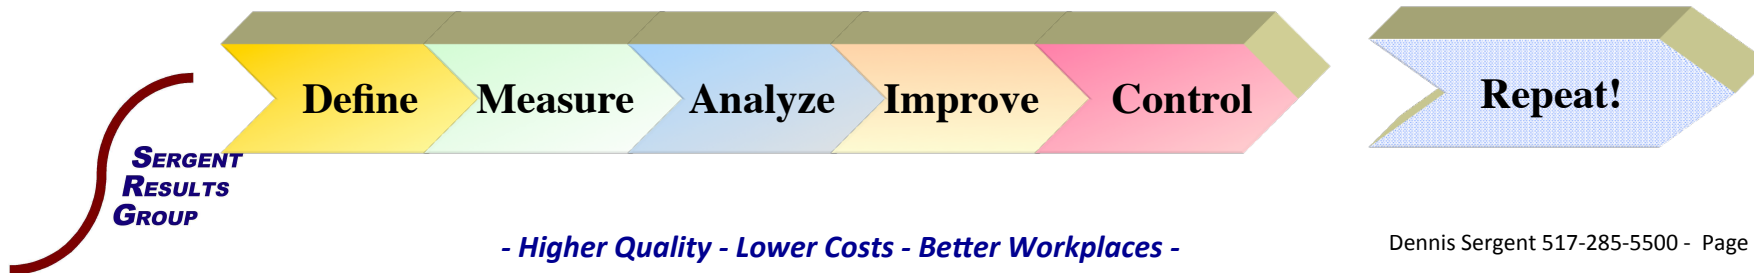 Define Measure Analyze Improve Control Repeat!
SERGENT
RESULTS
GROUP
- Higher Quality - Lower Costs - Better Workplaces -
Dennis Sergent 517-285-5500 - Page